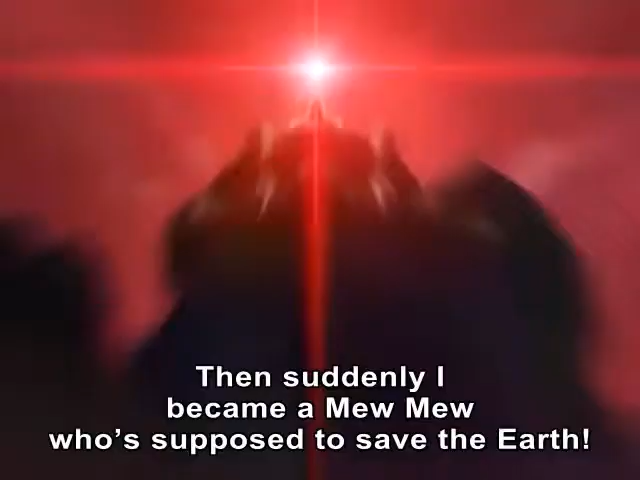 Then suddenly I
became a Mew Mew
who's supposed to save the Earth!